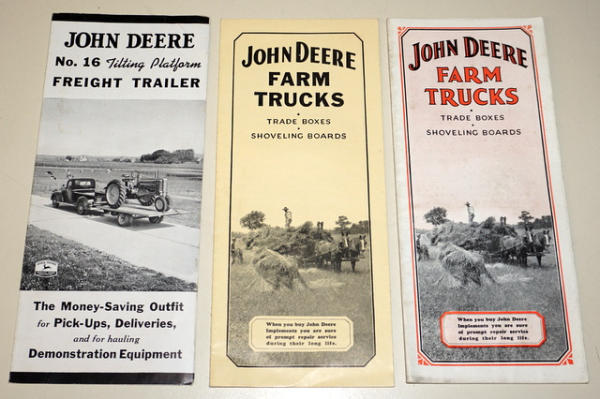 JOHN DEERE
No. 16 Tilting Platform
FREIGHT TRAILER
The Money-Saving Outfit
for Pick-Ups, Deliveries,
and for hauling
Demonstration Equipment
JOHN DEERE
FARM
TRUCKS
TRADE BOXES
SHOVELING BOARDS
When you buy John Deere
Implements you are sure
of prompt repair service
during their long life.
JOHN DEERE
FARM
TRUCKS
TRADE BOXES
SHOVELING BOARDS
When you buy John Deere
Implements you are sure
of prompt repair service
during their long life.